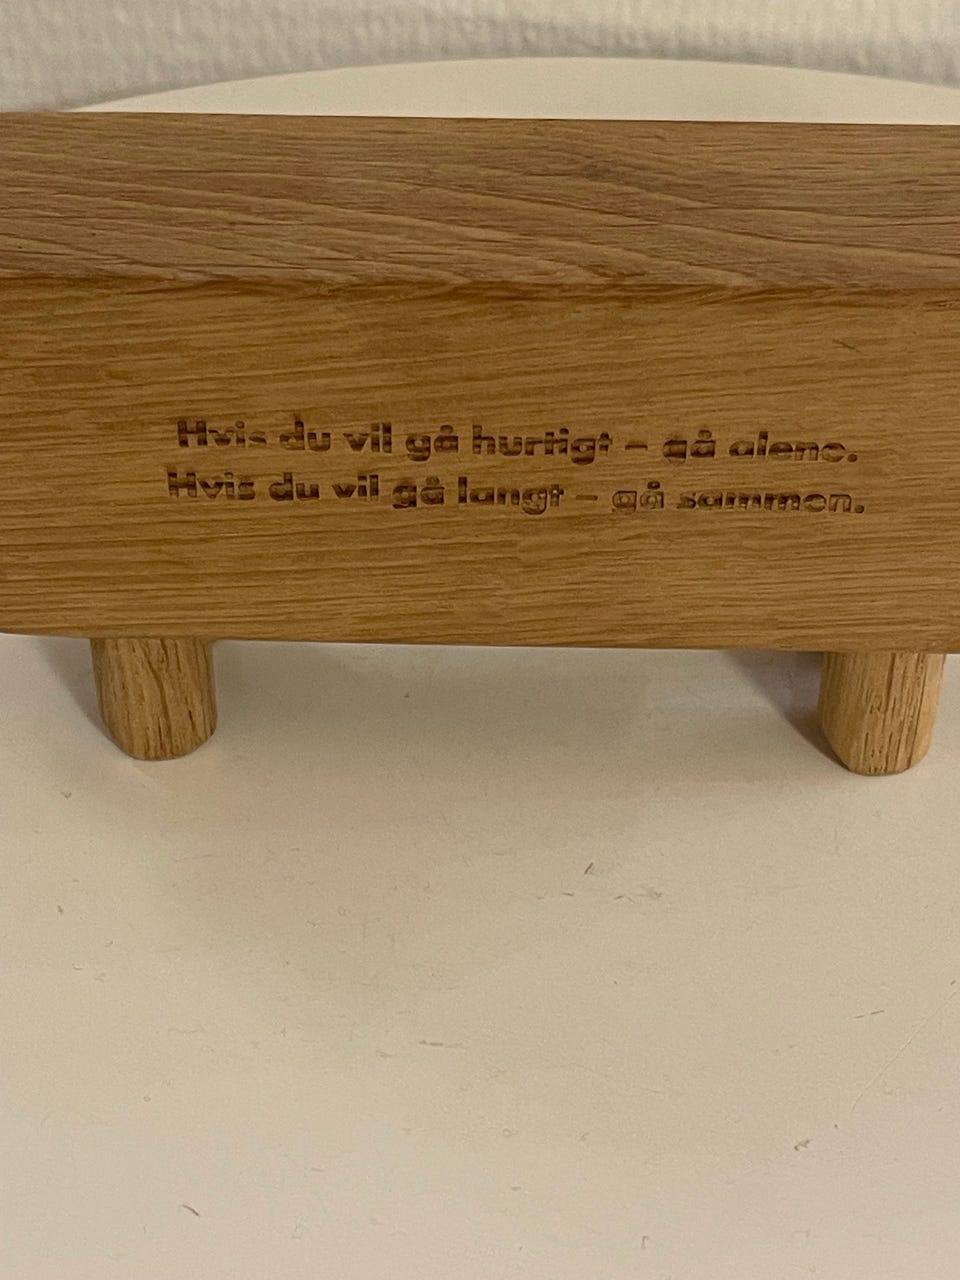 Hvis du vil gå hurtigt – gå alene.
Hvis du vil gå langt – gå sammen.